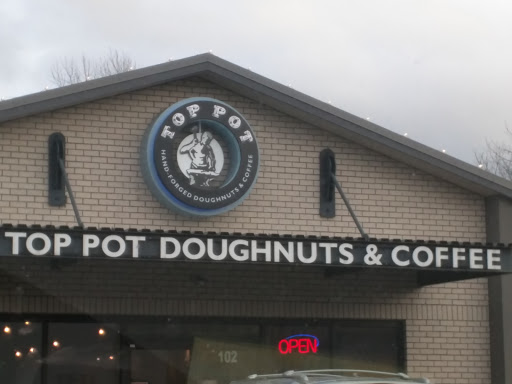 TOP POT
HAND-FORGED DOUGHNUTS & COFFEE
TOP POT DOUGHNUTS & COFFEE
102
OPEN